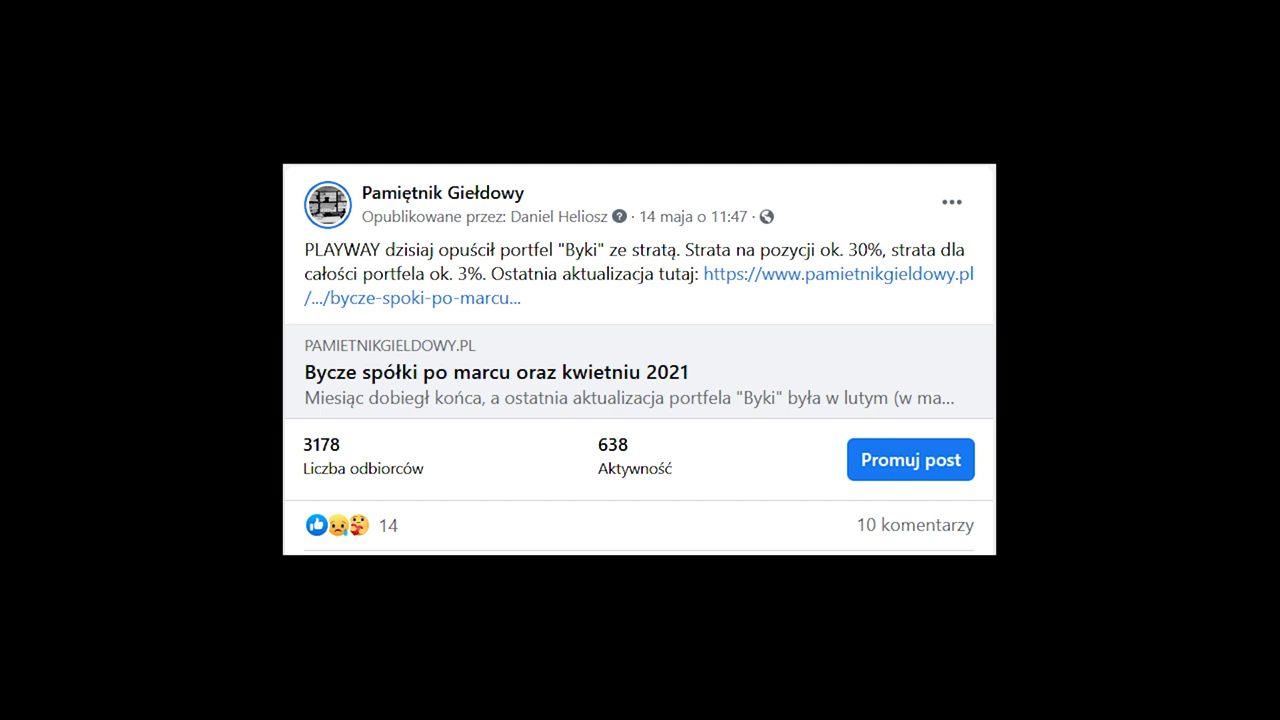 Pamiętnik Giełdowy
Opublikowane przez: Daniel Heliosz · 14 maja o 11:47 ·
PLAYWAY dzisiaj opuścił portfel "Byki" ze stratą. Strata na pozycji ok. 30%, strata dla
całości portfela ok. 3%. Ostatnia aktualizacja tutaj: https://www.pamietnikgieldowy.pl
/.../bycze-spoki-po-marcu...
PAMIETNIKGIELDOWY.PL
Bycze spółki po marcu oraz kwietniu 2021
Miesiąc dobiegł końca, a ostatnia aktualizacja portfela "Byki" była w lutym (w ma...
3178
Liczba odbiorców
638
Aktywność
Promuj post
14
10 komentarzy